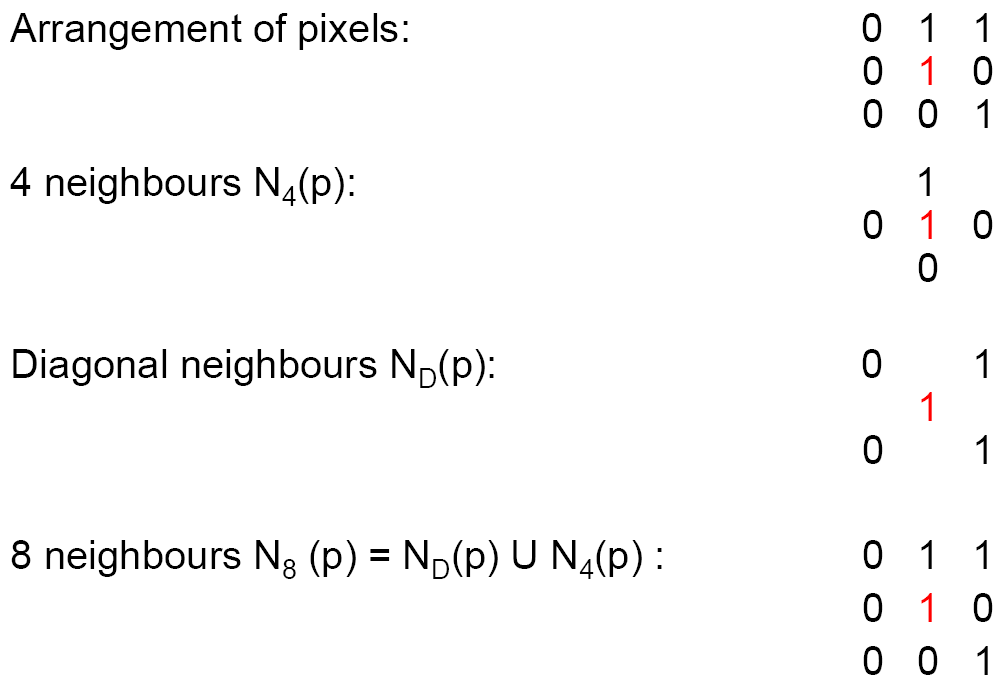 Arrangement of pixels: 0 1 1
0 1 0
0 0 1
4 neighbours N₄(p): 1
0 1 0
0
Diagonal neighbours N_D(p): 0 1
1
0 1
8 neighbours N₈ (p) = N_D(p) U N₄(p) : 0 1 1
0 1 0
0 0 1